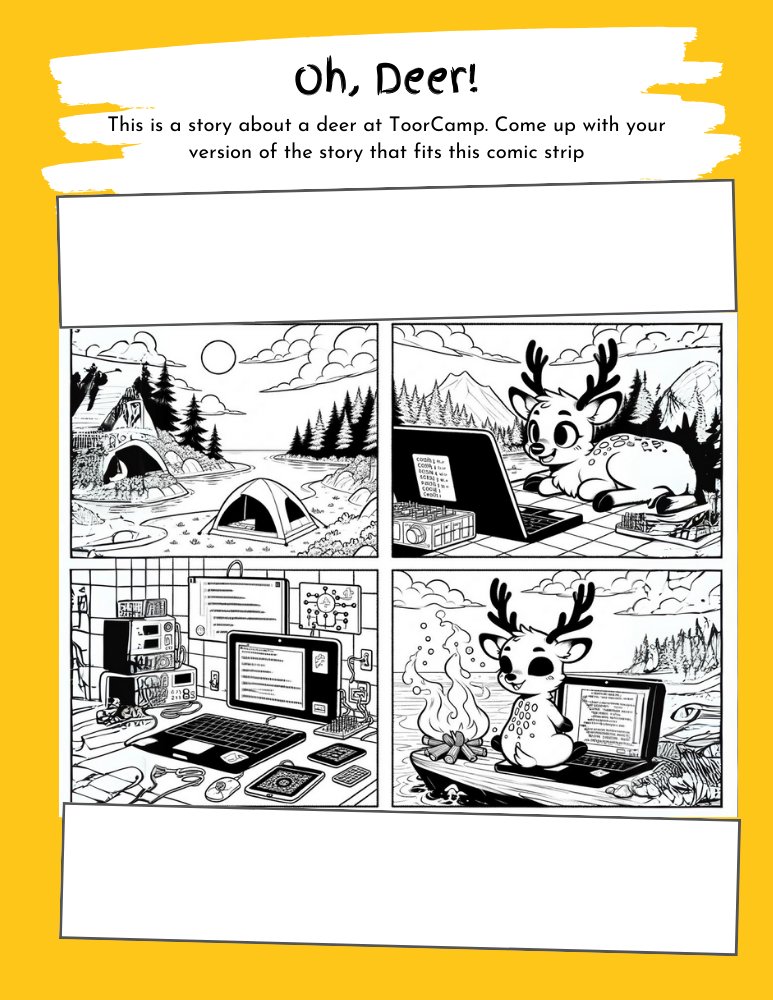 Oh, Deer!
This is a story about a deer at ToorCamp. Come up with your
version of the story that fits this comic strip